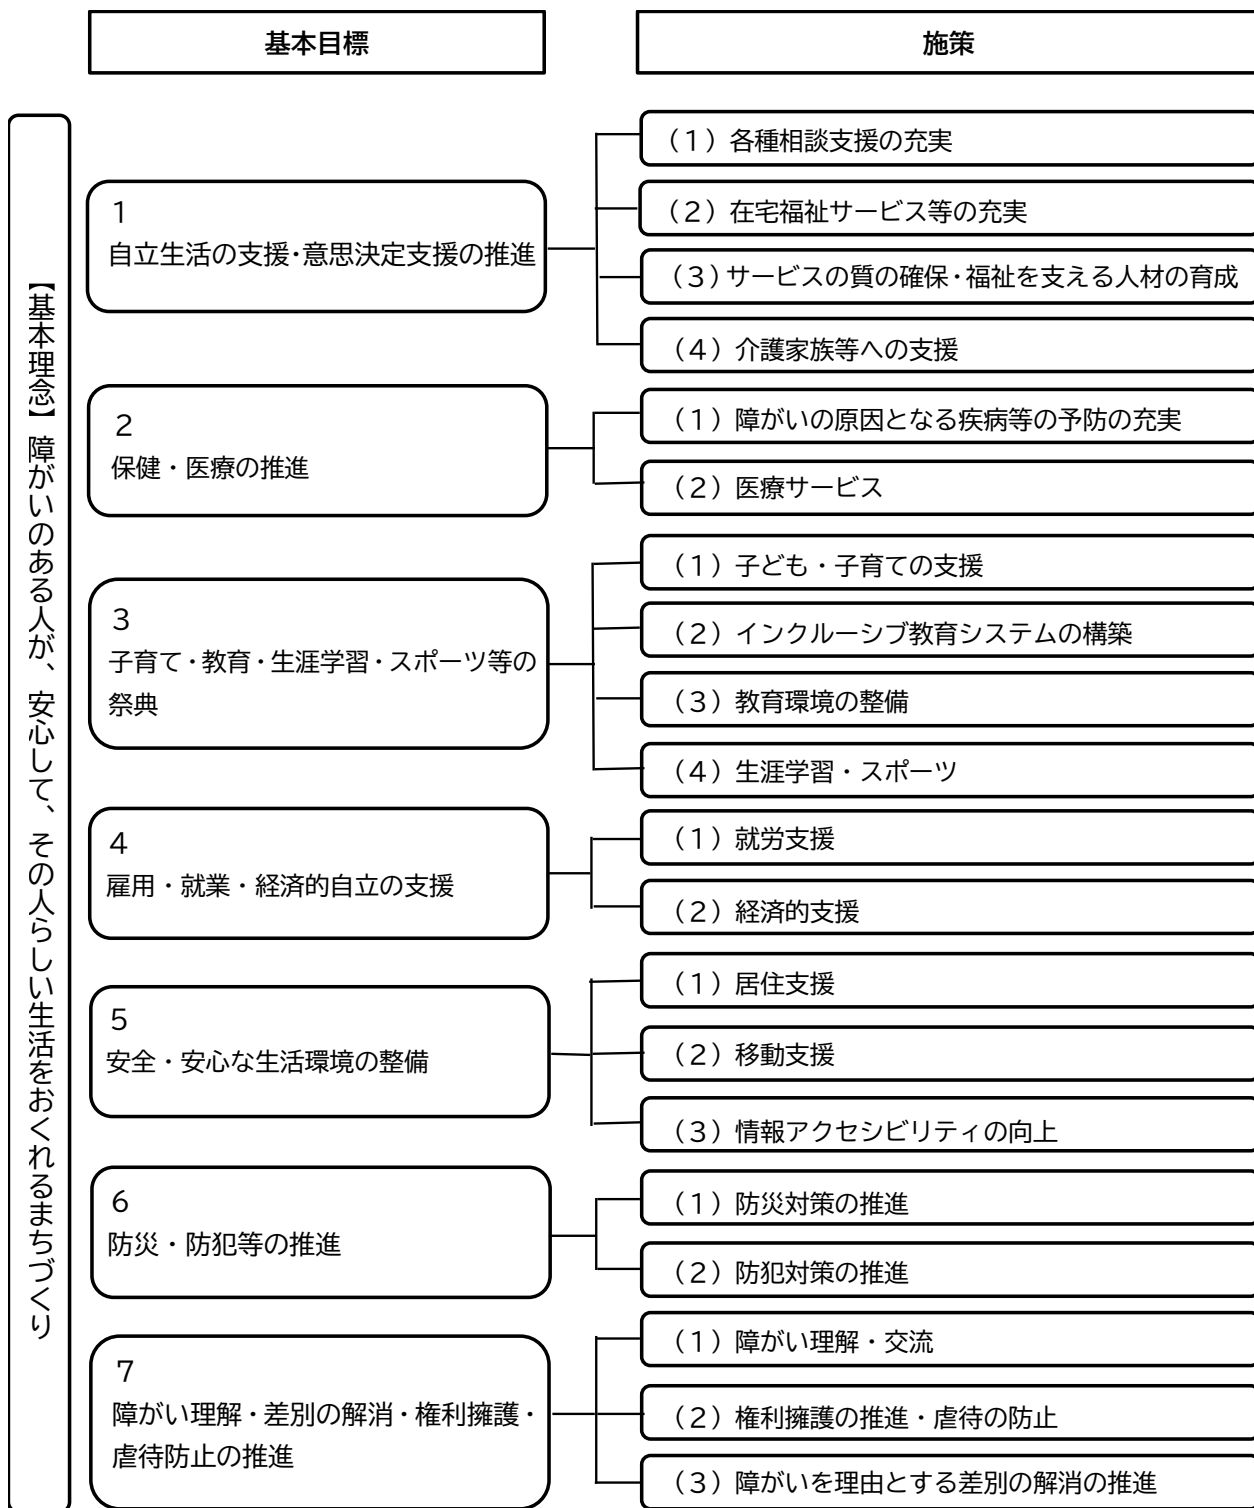 基本目標
施策
【基本理念】障がいのある人が、安心して、その人らしい生活をおくれるまちづくり
1
自立生活の支援・意思決定支援の推進
（1）各種相談支援の充実
（2）在宅福祉サービス等の充実
（3）サービスの質の確保・福祉を支える人材の育成
（4）介護家族等への支援
2
保健・医療の推進
（1）障がいの原因となる疾病等の予防の充実
（2）医療サービス
3
子育て・教育・生涯学習・スポーツ等の
祭典
（1）子ども・子育ての支援
（2）インクルーシブ教育システムの構築
（3）教育環境の整備
（4）生涯学習・スポーツ
4
雇用・就業・経済的自立の支援
（1）就労支援
（2）経済的支援
5
安全・安心な生活環境の整備
（1）居住支援
（2）移動支援
（3）情報アクセシビリティの向上
6
防災・防犯等の推進
（1）防災対策の推進
（2）防犯対策の推進
7
障がい理解・差別の解消・権利擁護・
虐待防止の推進
（1）障がい理解・交流
（2）権利擁護の推進・虐待の防止
（3）障がいを理由とする差別の解消の推進